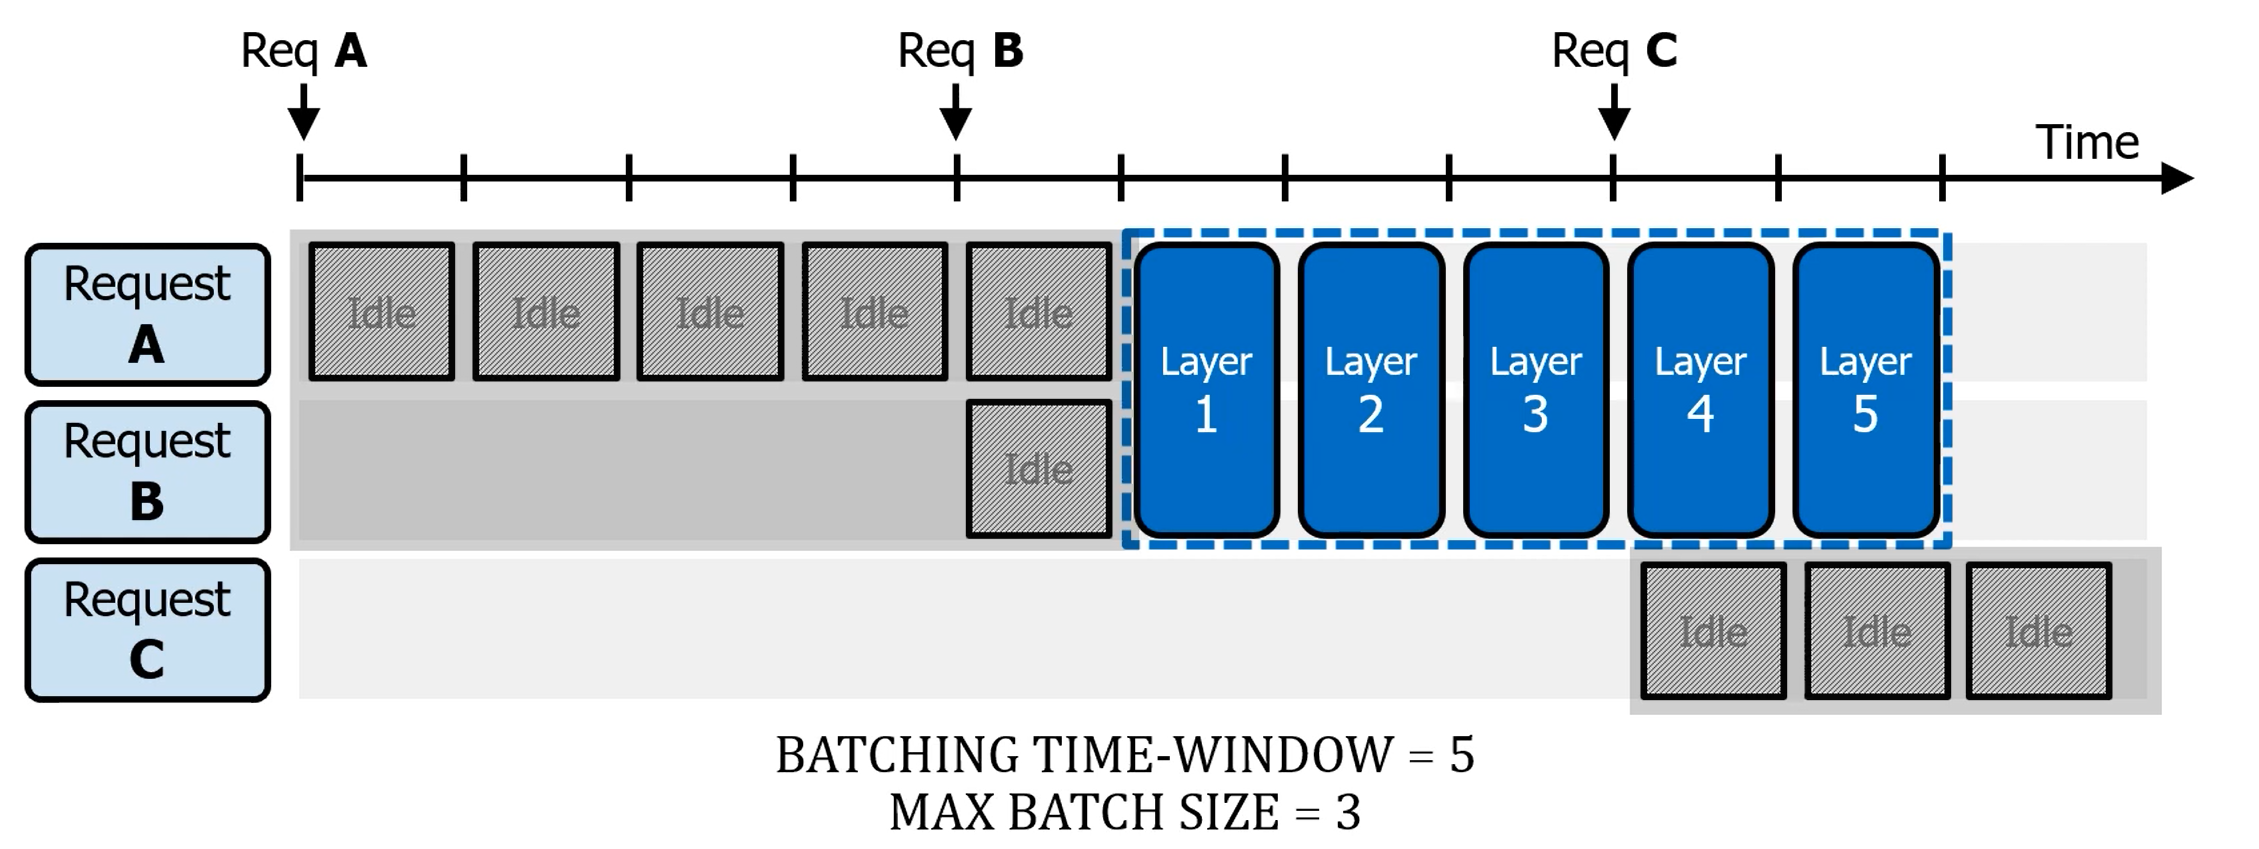 Req A
Req B
Req C
Time
Request
A
Idle
Idle
Idle
Idle
Idle
Layer
1
Layer
2
Layer
3
Layer
4
Layer
5
Request
B
Idle
Request
C
Idle
Idle
Idle
BATCHING TIME-WINDOW = 5
MAX BATCH SIZE = 3